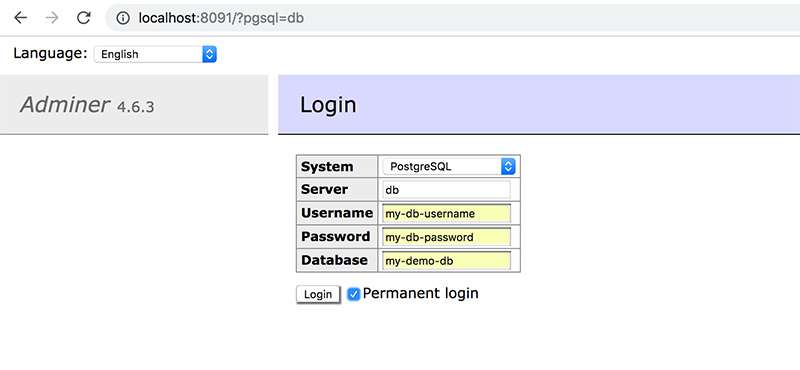 localhost:8091/?pgsql=db
Language: English
Adminer 4.6.3
Login
System PostgreSQL
Server db
Username my-db-username
Password my-db-password
Database my-demo-db
Login Permanent login